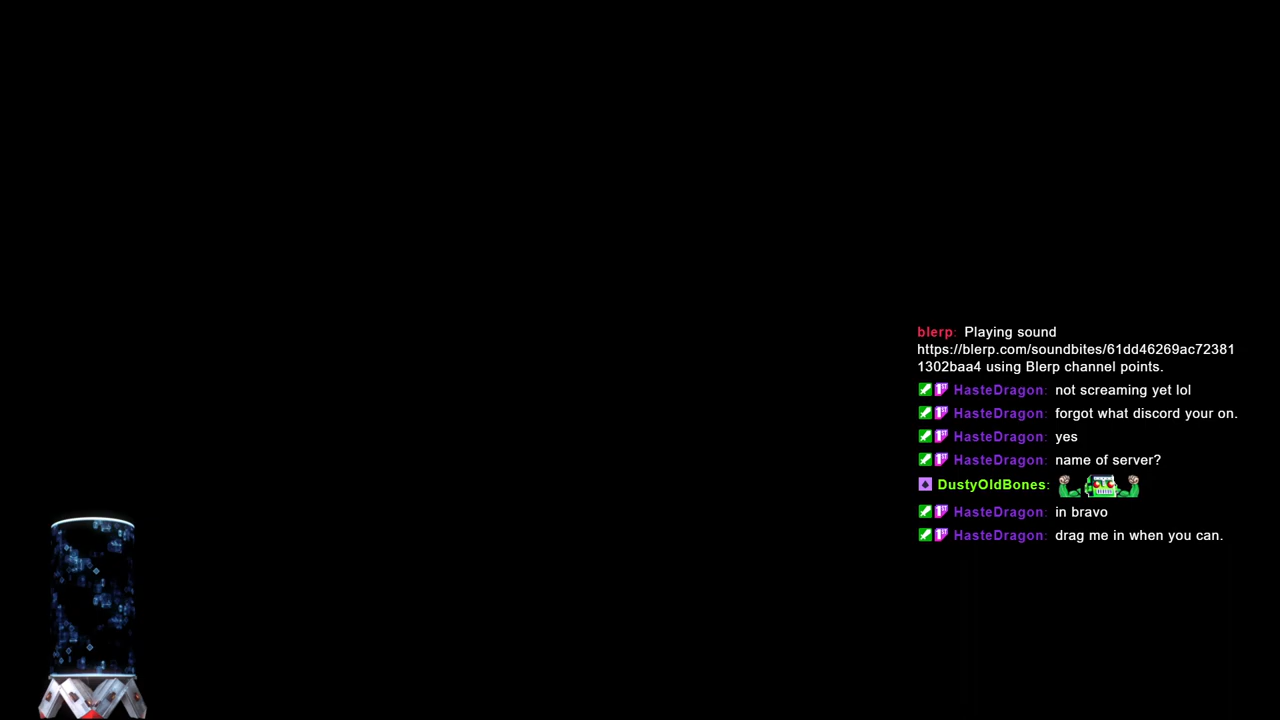 blerp: Playing sound
https://blerp.com/soundbites/61dd46269ac72381
1302baa4 using Blerp channel points.
HasteDragon: not screaming yet lol
HasteDragon: forgot what discord your on.
HasteDragon: yes
HasteDragon: name of server?
DustyOldBones:
HasteDragon: in bravo
HasteDragon: drag me in when you can.